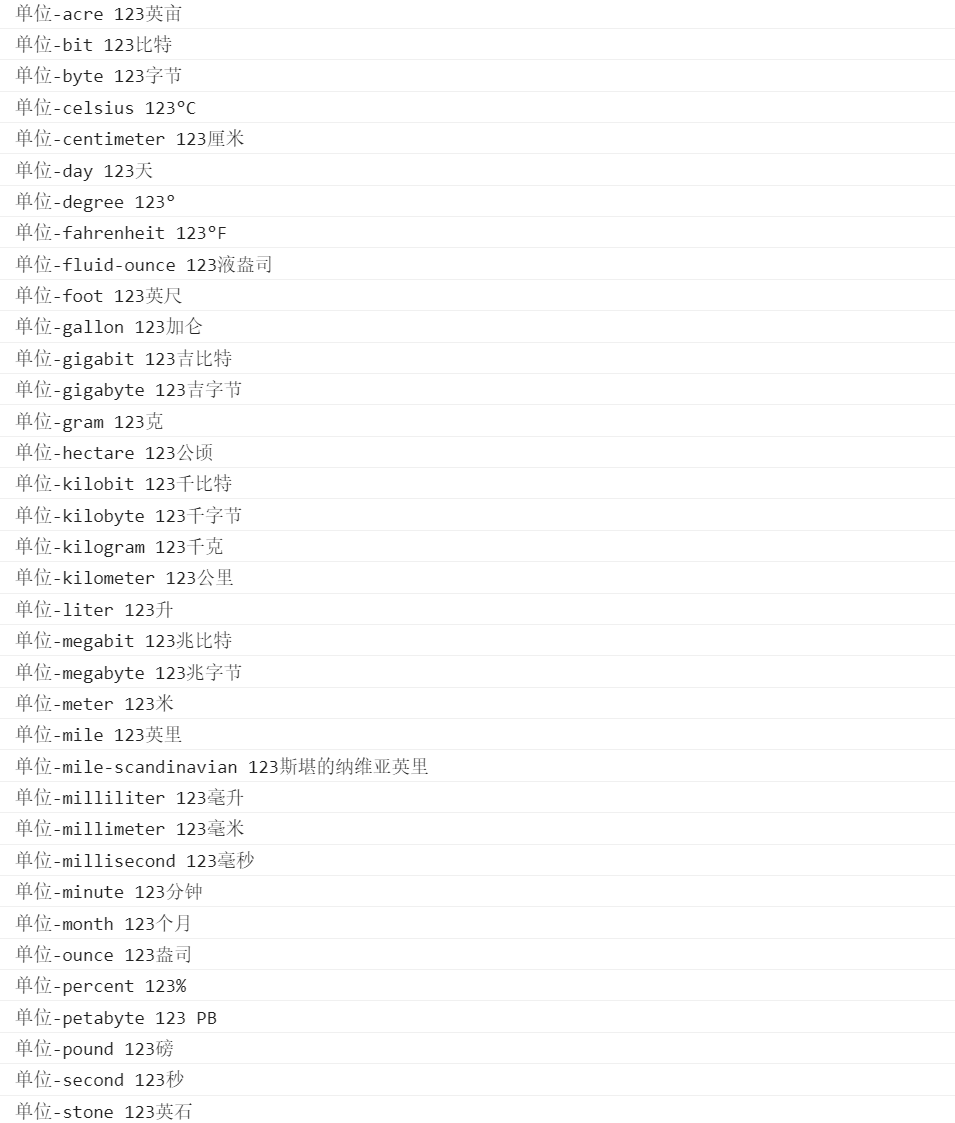 单位-acre 123英亩
单位-bit 123比特
单位-byte 123字节
单位-celsius 123°C
单位-centimeter 123厘米
单位-day 123天
单位-degree 123°
单位-fahrenheit 123°F
单位-fluid-ounce 123液盎司
单位-foot 123英尺
单位-gallon 123加仑
单位-gigabit 123吉比特
单位-gigabyte 123吉字节
单位-gram 123克
单位-hectare 123公顷
单位-kilobit 123千比特
单位-kilobyte 123千字节
单位-kilogram 123千克
单位-kilometer 123公里
单位-liter 123升
单位-megabit 123兆比特
单位-megabyte 123兆字节
单位-meter 123米
单位-mile 123英里
单位-mile-scandinavian 123斯堪的纳维亚英里
单位-milliliter 123毫升
单位-millimeter 123毫米
单位-millisecond 123毫秒
单位-minute 123分钟
单位-month 123个月
单位-ounce 123盎司
单位-percent 123%
单位-petabyte 123 PB
单位-pound 123磅
单位-second 123秒
单位-stone 123英石